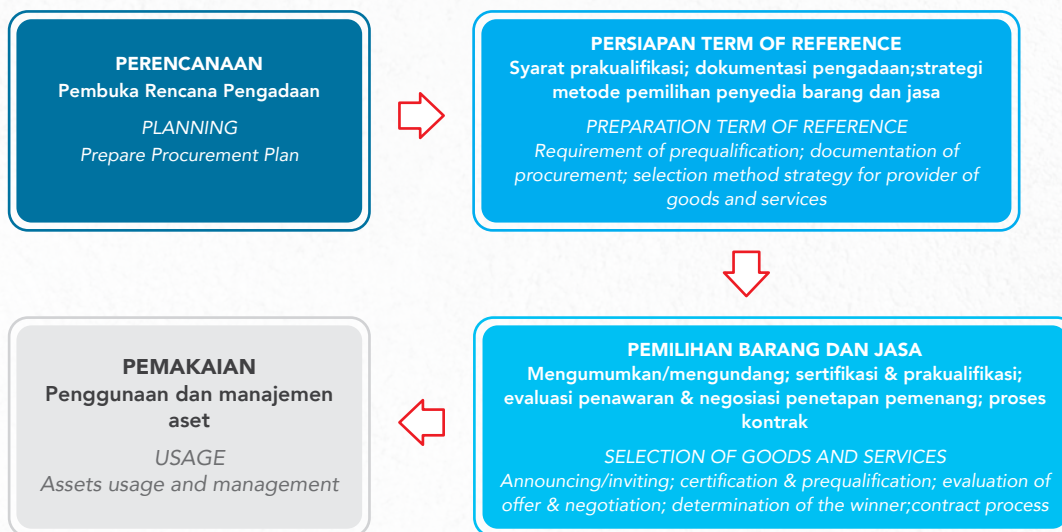 PERENCANAAN
Pembuka Rencana Pengadaan
PLANNING
Prepare Procurement Plan
PERSIAPAN TERM OF REFERENCE
Syarat prakualifikasi; dokumentasi pengadaan;strategi
metode pemilihan penyedia barang dan jasa
PREPARATION TERM OF REFERENCE
Requirement of prequalification; documentation of
procurement; selection method strategy for provider of
goods and services
PEMILIHAN BARANG DAN JASA
Mengumumkan/mengundang; sertifikasi & prakualifikasi;
evaluasi penawaran & negosiasi penetapan pemenang; proses
kontrak
SELECTION OF GOODS AND SERVICES
Announcing/inviting; certification & prequalification; evaluation of
offer & negotiation; determination of the winner;contract process
PEMAKAIAN
Penggunaan dan manajemen
aset
USAGE
Assets usage and management